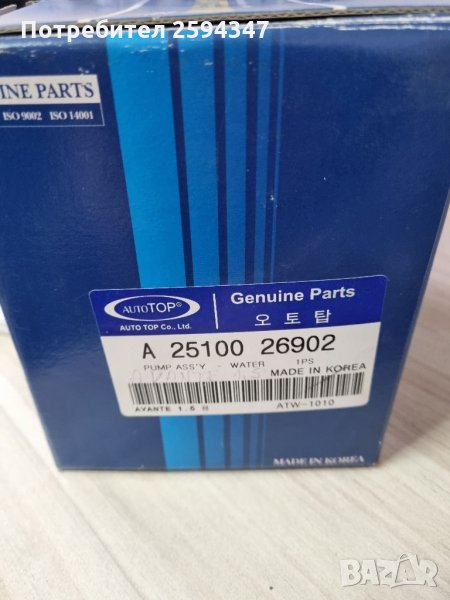 Потребител 2594347
INE PARTS
ISO 9002 ISO 14001
AUTOTOP®
AUTO TOP Co., Ltd.
Genuine Parts
오토탑
A 25100 26902
PUMP ASS'Y WATER 1PS
MADE IN KOREA
AVANTE 1.5
ATW-1010
MADE IN KOREA
BAZAR